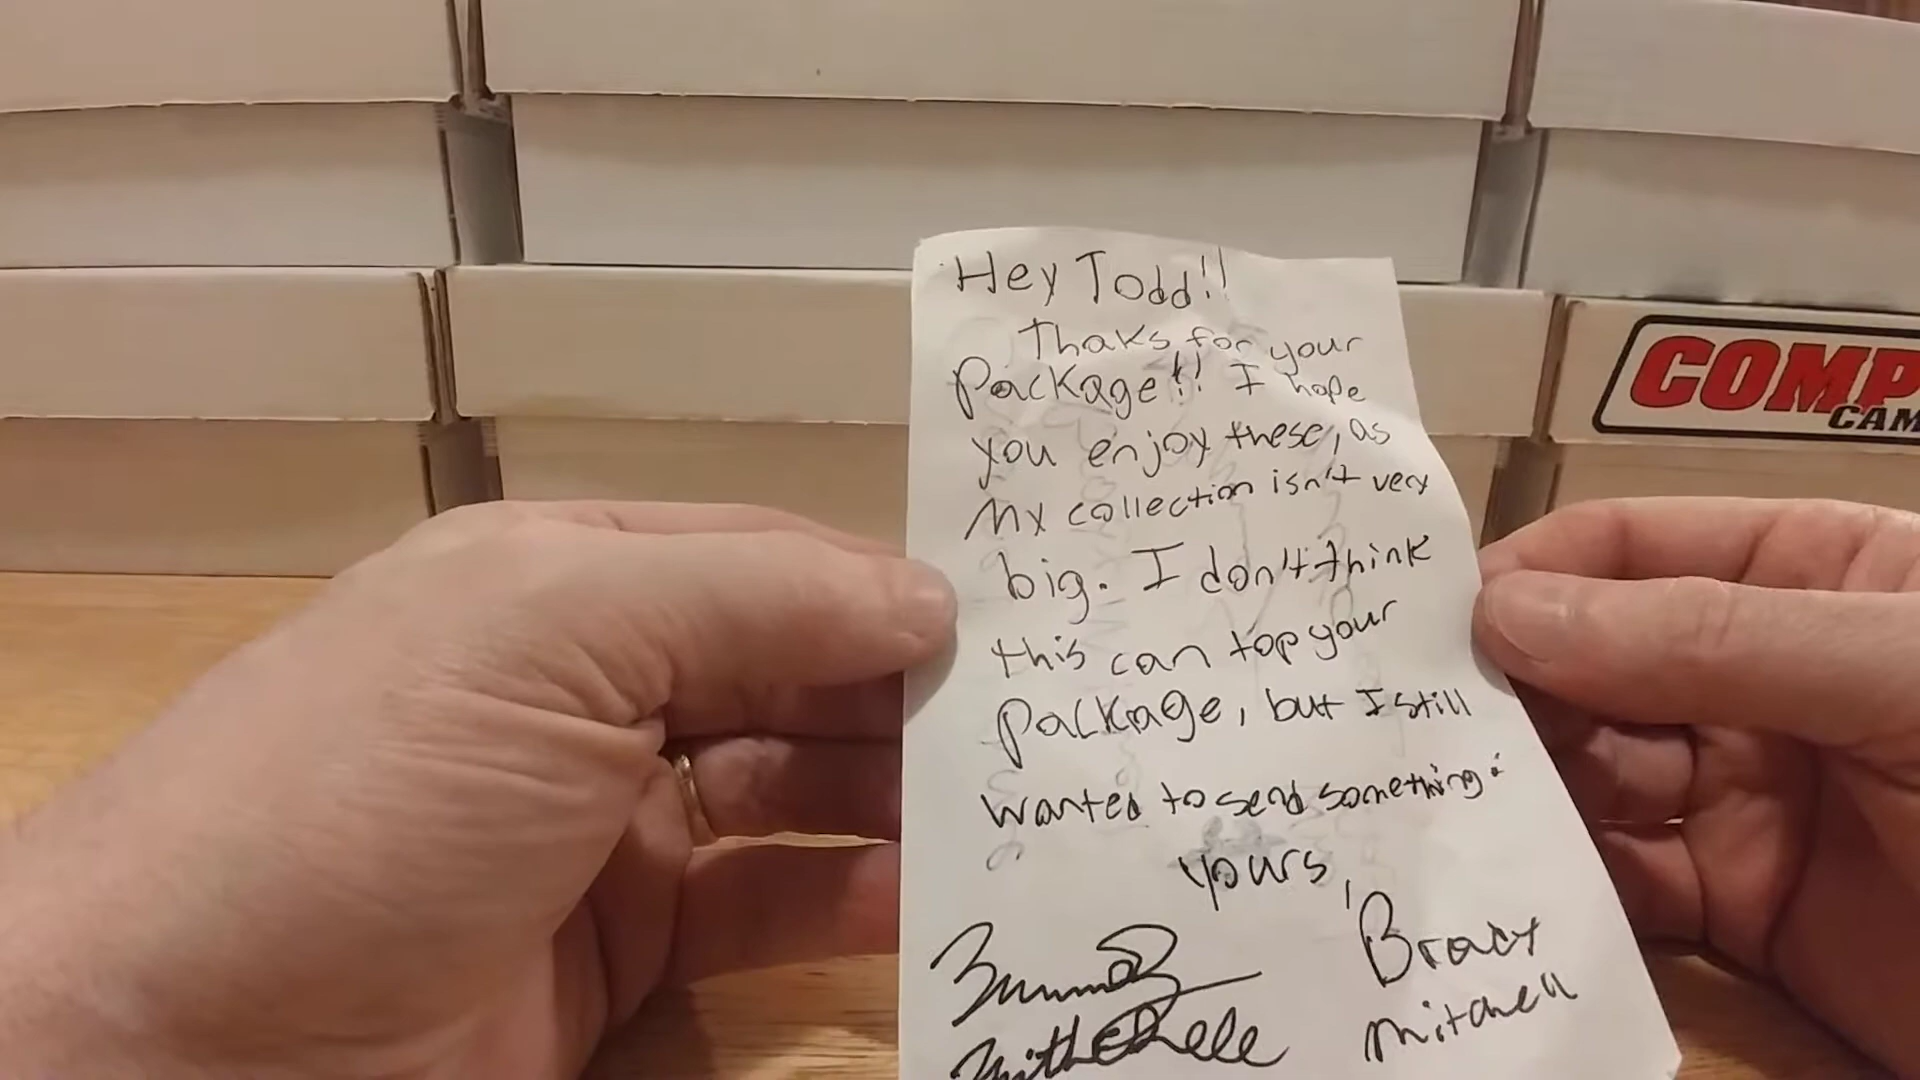 Hey Todd!!
Thaks for your
package!! I hope
you enjoy these, as
my collection isn't very
big. I don't think
this can top your
package, but I still
wanted to send something.
yours,
Bracy
Mitchell
COMP
CAM